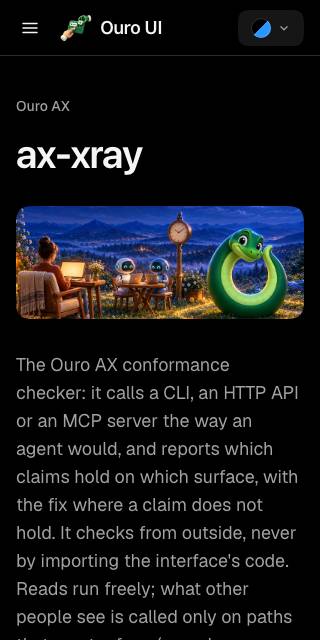 Ouro UI
Ouro AX
ax-xray
The Ouro AX conformance
checker: it calls a CLI, an HTTP API
or an MCP server the way an
agent would, and reports which
claims hold on which surface, with
the fix where a claim does not
hold. It checks from outside, never
by importing the interface's code.
Reads run freely; what other
people see is called only on paths